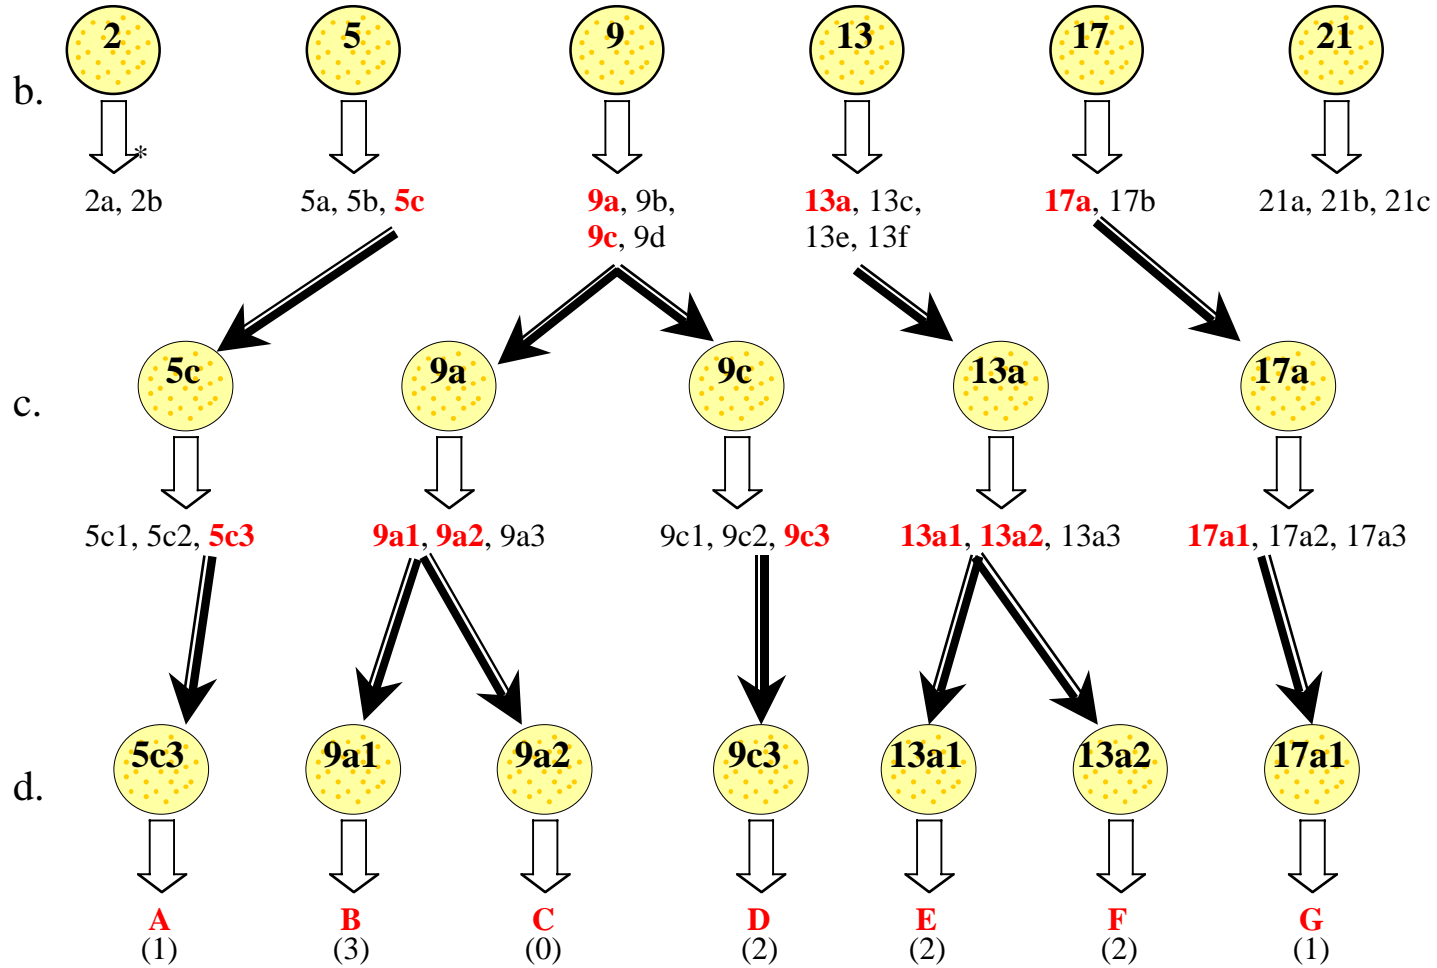 2 5 9 13 17 21
b.
*
2a, 2b 5a, 5b, 5c 9a, 9b, 13a, 13c, 17a, 17b 21a, 21b, 21c
9c, 9d 13e, 13f
5c 9a 9c 13a 17a
c.
5c1, 5c2, 5c3 9a1, 9a2, 9a3 9c1, 9c2, 9c3 13a1, 13a2, 13a3 17a1, 17a2, 17a3
5c3 9a1 9a2 9c3 13a1 13a2 17a1
d.
A B C D E F G
(1) (3) (0) (2) (2) (2) (1)